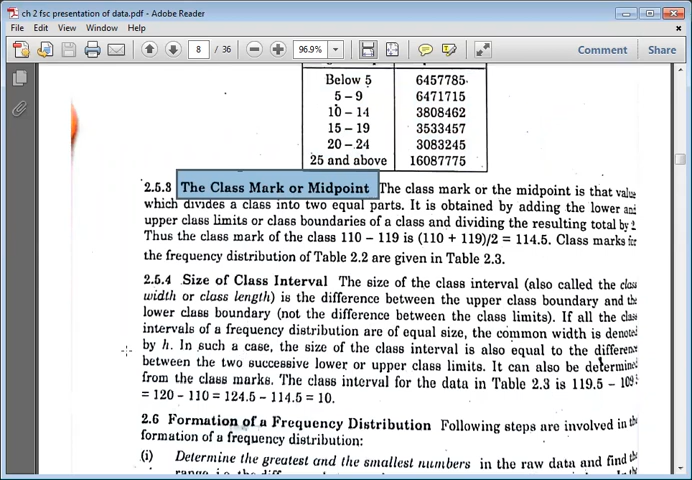 ch 2 fsc presentation of data.pdf - Adobe Reader
File Edit View Window Help
8 / 36 96.9% Comment Share
Below 5 6457785
5 – 9 6471715
10 – 14 3808462
15 – 19 3533457
20 – 24 3083245
25 and above 16087775
2.5.3 The Class Mark or Midpoint The class mark or the midpoint is that value
which divides a class into two equal parts. It is obtained by adding the lower and
upper class limits or class boundaries of a class and dividing the resulting total by 2.
Thus the class mark of the class 110 – 119 is (110 + 119)/2 = 114.5. Class marks for
the frequency distribution of Table 2.2 are given in Table 2.3.
2.5.4 Size of Class Interval The size of the class interval (also called the class
width or class length) is the difference between the upper class boundary and the
lower class boundary (not the difference between the class limits). If all the class
intervals of a frequency distribution are of equal size, the common width is denoted
by h. In such a case, the size of the class interval is also equal to the difference
between the two successive lower or upper class limits. It can also be determined
from the class marks. The class interval for the data in Table 2.3 is 119.5 – 109.5
= 120 – 110 = 124.5 – 114.5 = 10.
2.6 Formation of a Frequency Distribution Following steps are involved in the
formation of a frequency distribution:
(i) Determine the greatest and the smallest numbers in the raw data and find the